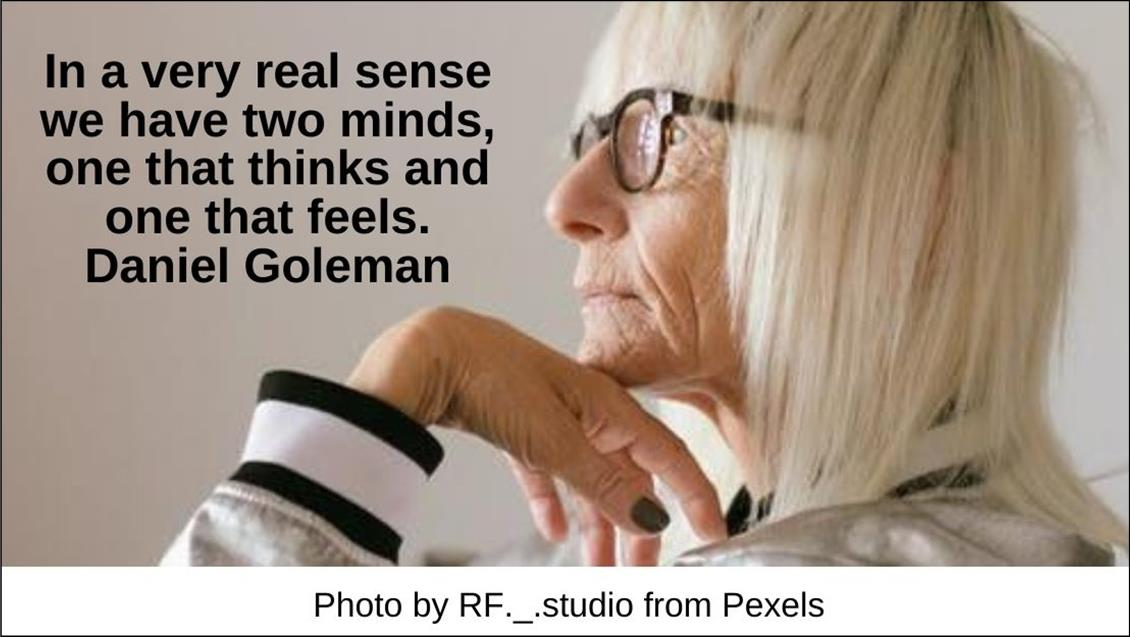 In a very real sense
we have two minds,
one that thinks and
one that feels.
Daniel Goleman
Photo by RF._.studio from Pexels